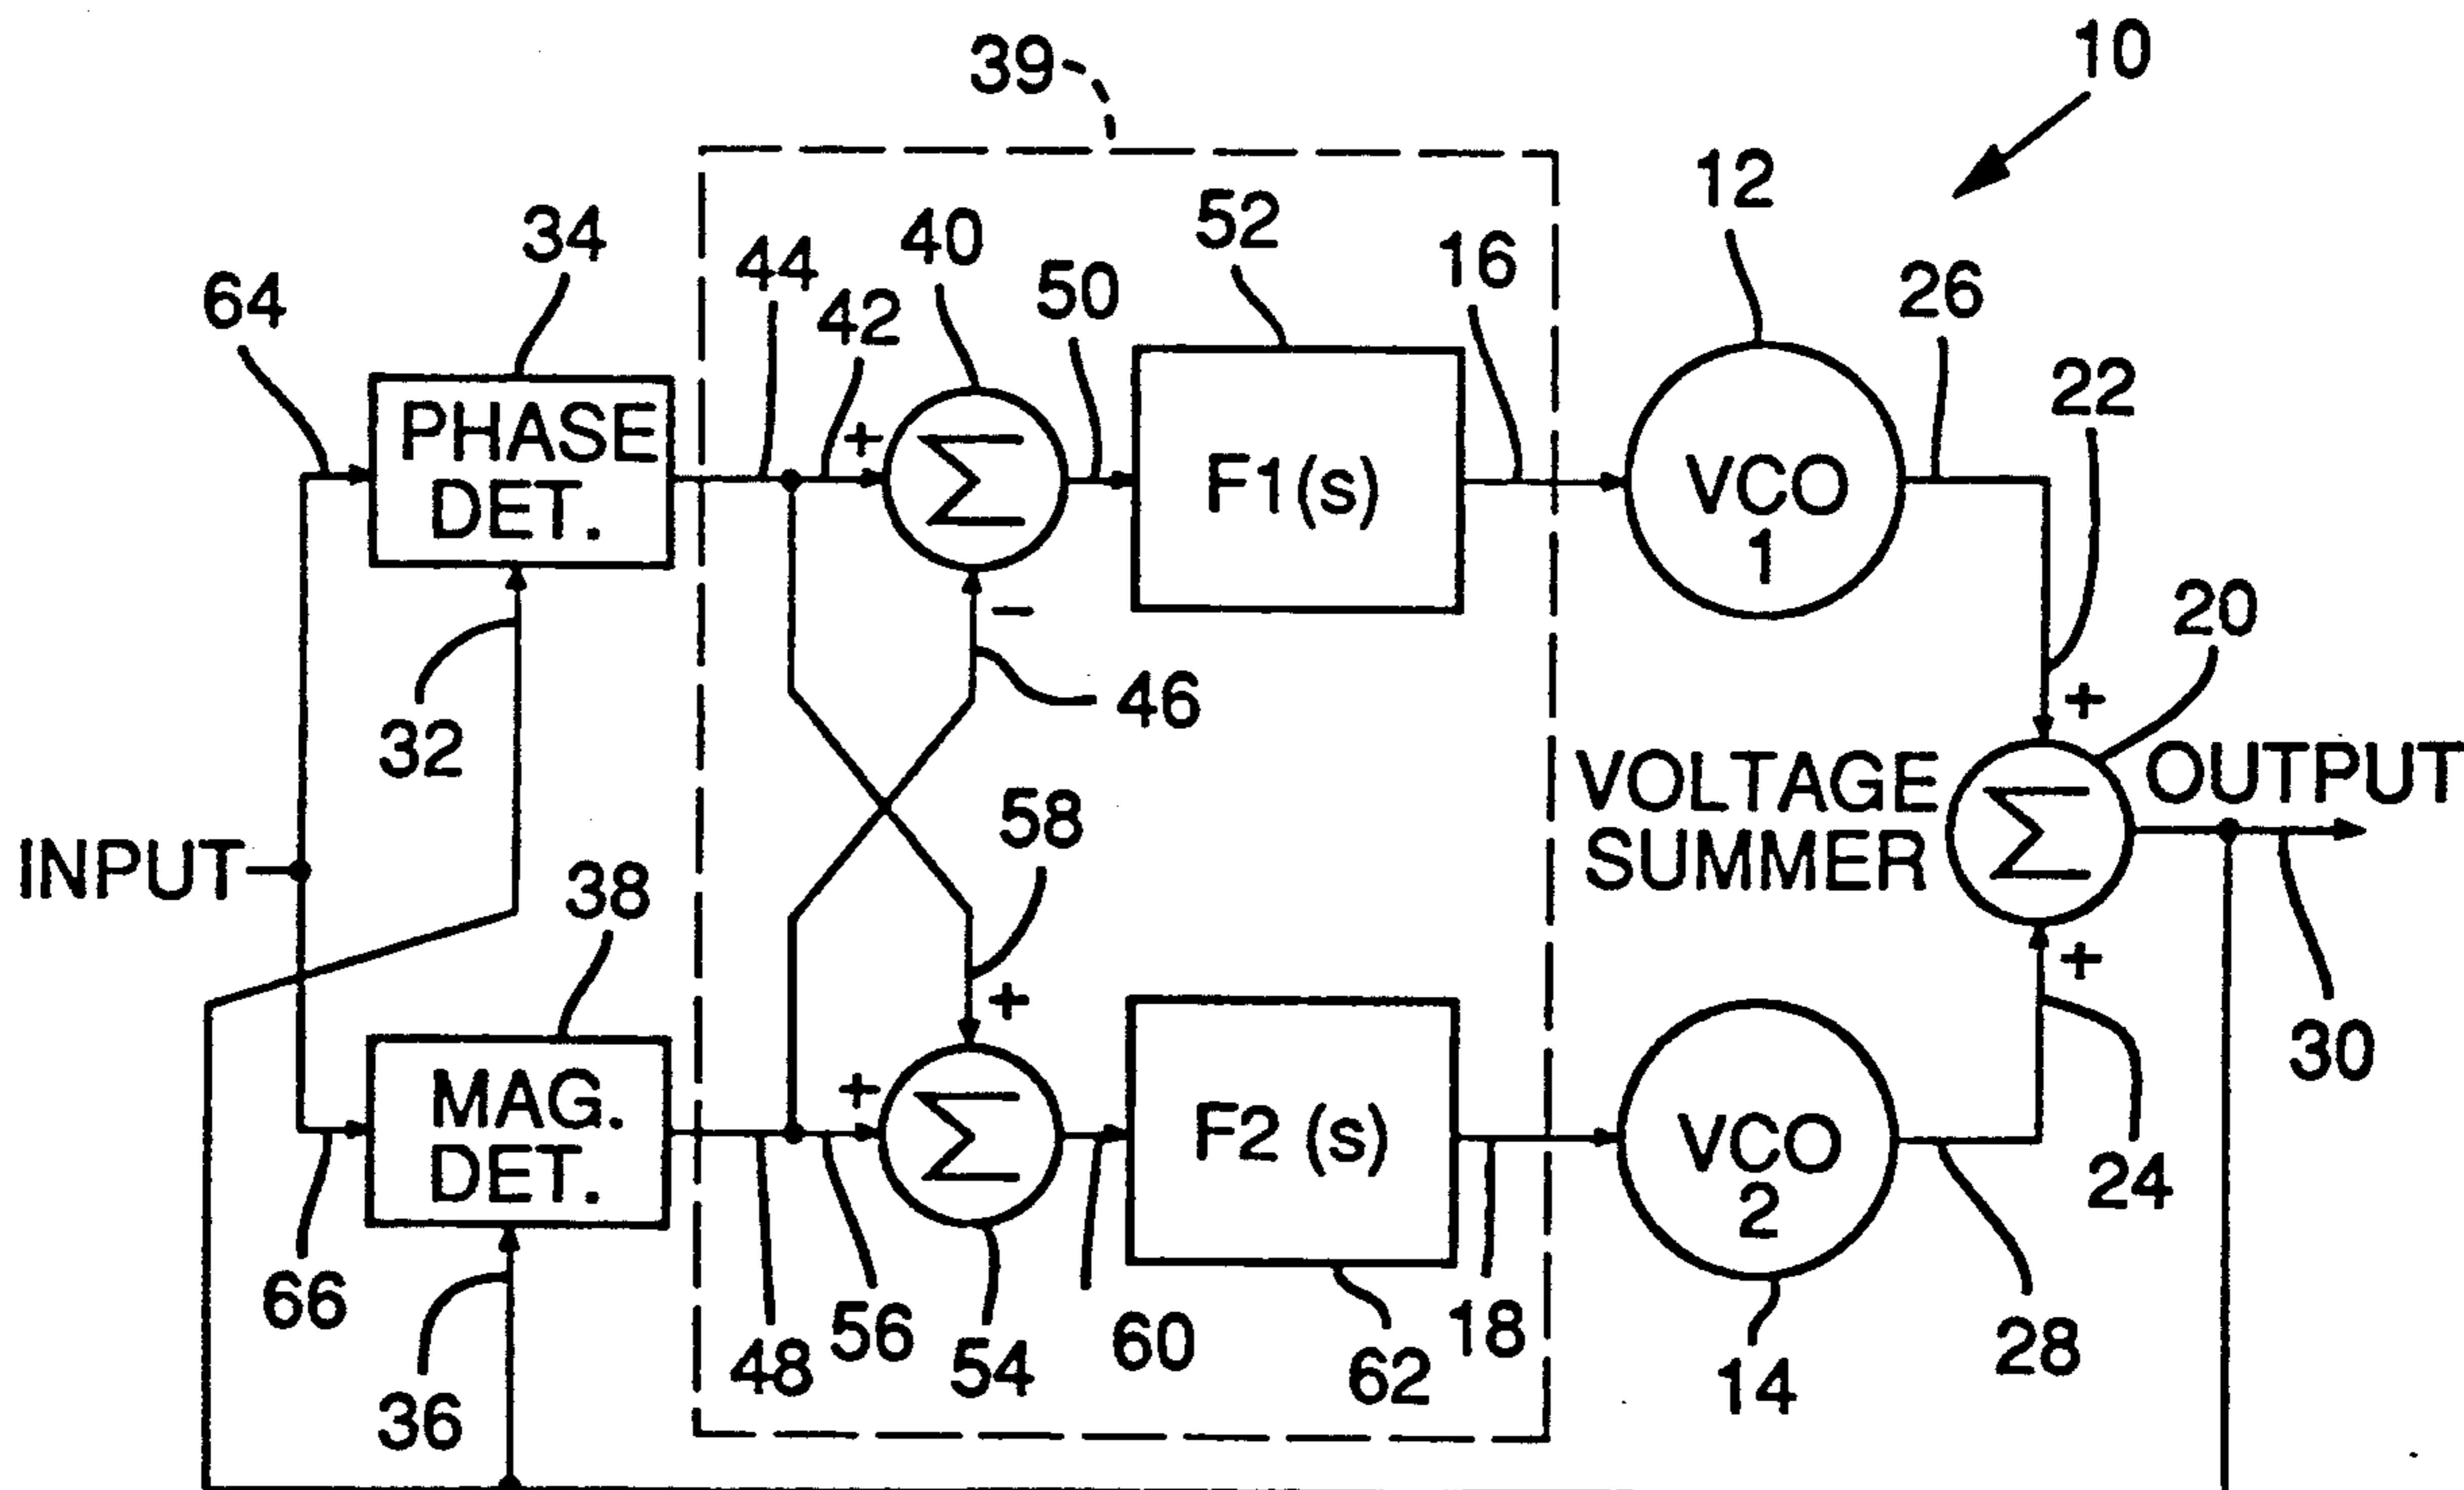 10
39
12
52
34
40
16
44
26
64
50
42
22
+
PHASE
DET.
Σ
F1(s)
VCO
1
20
−
46
32
+
VOLTAGE
SUMMER
OUTPUT
Σ
58
INPUT
38
+
+
30
MAG.
DET.
+
Σ
F2 (s)
VCO
2
24
66
56
60
18
28
48
54
62
14
36